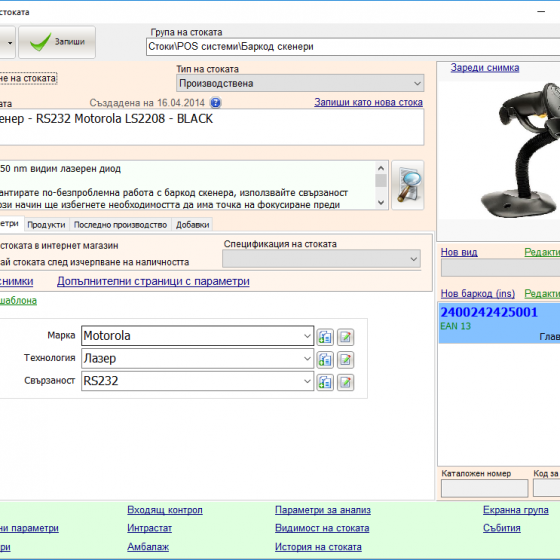 стоката
Запиши
Група на стоката
Стоки\POS системи\Баркод скенери
не на стоката
Тип на стоката
Производствена
Зареди снимка
ата
Създадена на 16.04.2014
Запиши като нова стока
енер - RS232 Motorola LS2208 - BLACK
50 nm видим лазерен диод
антирате по-безпроблемна работа с баркод скенера, използвайте свързаност
ози начин ще избегнете необходимостта да има точка на фокусиране преди
етри Продукти Последно производство Добавки
стоката в интернет магазин
Спецификация на стоката
ай стоката след изчерпване на наличността
снимки
Допълнителни страници с параметри
шаблона
Нов вид
Редакти
Нов баркод (ins)
Редакти
2400242425001
EAN 13
Глав
Марка Motorola
Технология Лазер
Свързаност RS232
Каталожен номер
Код за
Входящ контрол
Параметри за анализ
Екранна група
ни параметри
Интрастат
Видимост на стоката
Събития
ри
Амбалаж
История на стоката